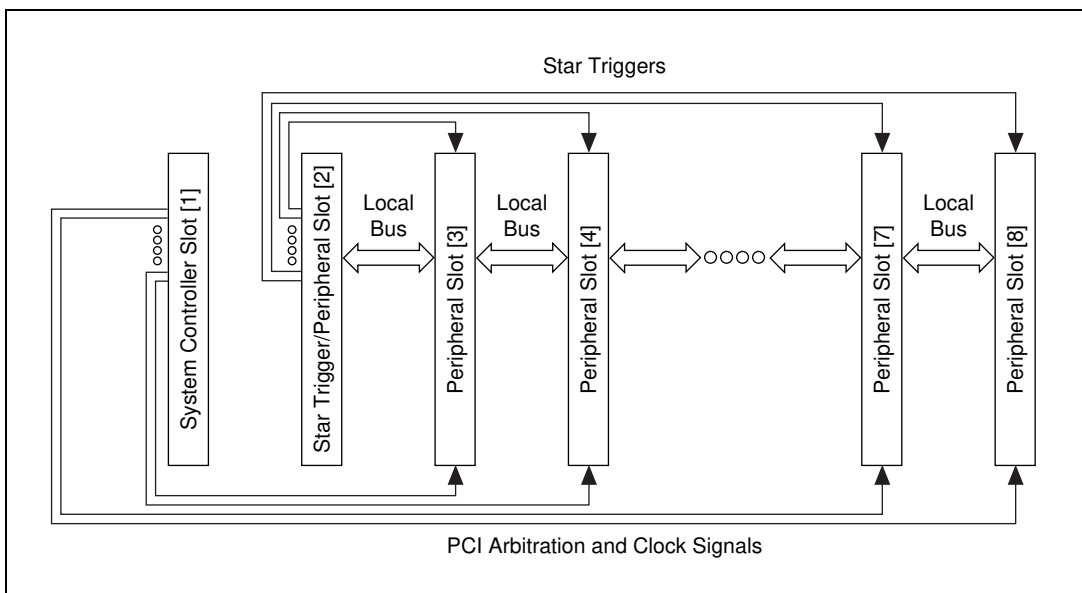 Star Triggers
System Controller Slot [1]
Star Trigger/Peripheral Slot [2]
Local
Bus
Peripheral Slot [3]
Local
Bus
Peripheral Slot [4]
Peripheral Slot [7]
Local
Bus
Peripheral Slot [8]
PCI Arbitration and Clock Signals